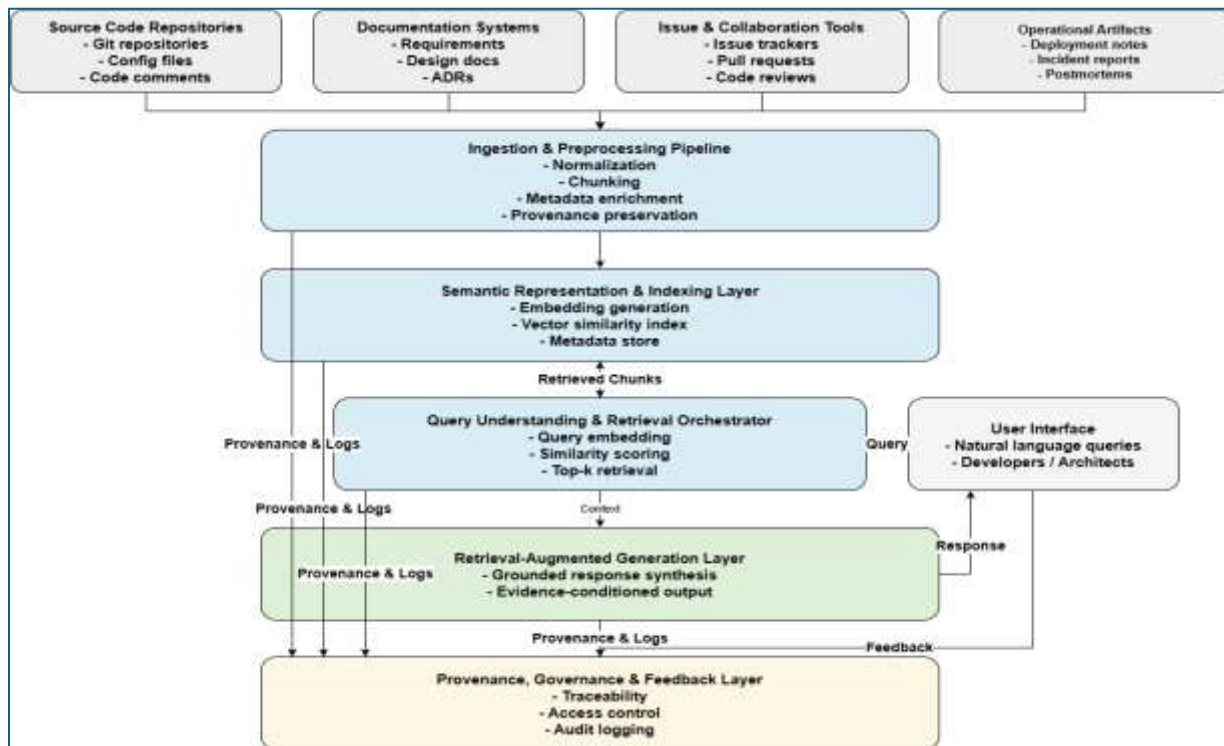 Source Code Repositories
- Git repositories
- Config files
- Code comments
Documentation Systems
- Requirements
- Design docs
- ADRs
Issue & Collaboration Tools
- Issue trackers
- Pull requests
- Code reviews
Operational Artifacts
- Deployment notes
- Incident reports
- Postmortems
Ingestion & Preprocessing Pipeline
- Normalization
- Chunking
- Metadata enrichment
- Provenance preservation
Semantic Representation & Indexing Layer
- Embedding generation
- Vector similarity index
- Metadata store
Retrieved Chunks
Query Understanding & Retrieval Orchestrator
- Query embedding
- Similarity scoring
- Top-k retrieval
Query
User Interface
- Natural language queries
- Developers / Architects
Provenance & Logs
Provenance & Logs
Provenance & Logs
Context
Retrieval-Augmented Generation Layer
- Grounded response synthesis
- Evidence-conditioned output
Response
Provenance & Logs
Feedback
Provenance, Governance & Feedback Layer
- Traceability
- Access control
- Audit logging